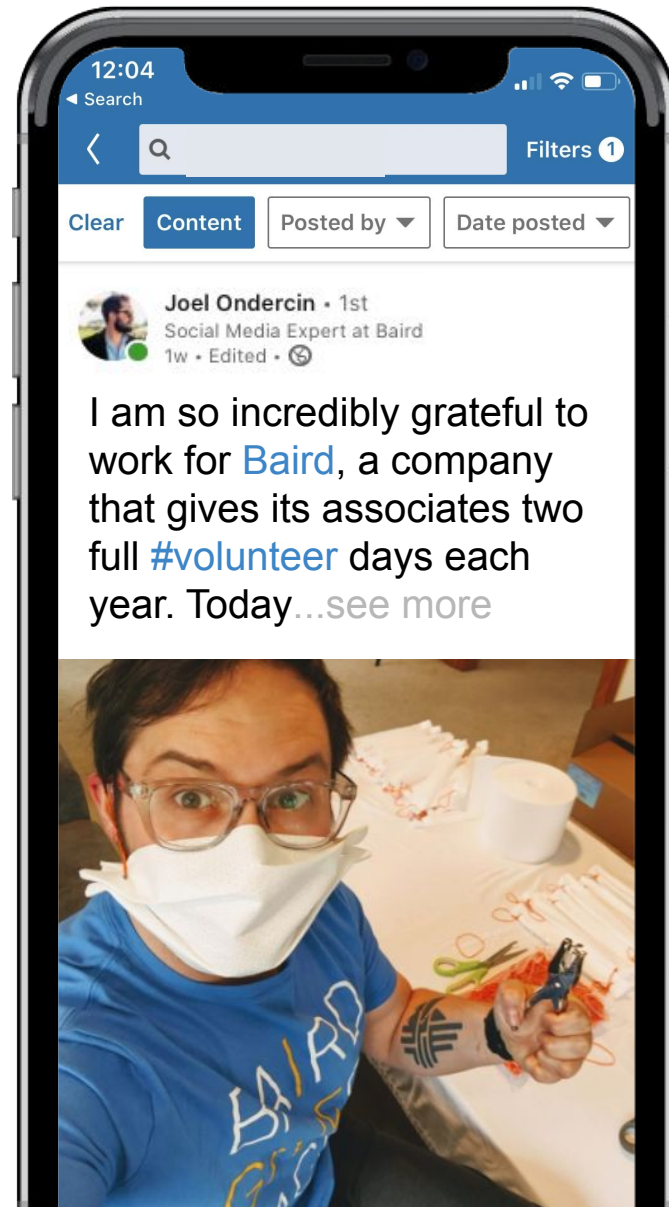 12:04
Search
Filters 1
Clear Content Posted by Date posted
Joel Ondercin • 1st
Social Media Expert at Baird
1w • Edited •
I am so incredibly grateful to
work for Baird, a company
that gives its associates two
full #volunteer days each
year. Today...see more
BAIRD